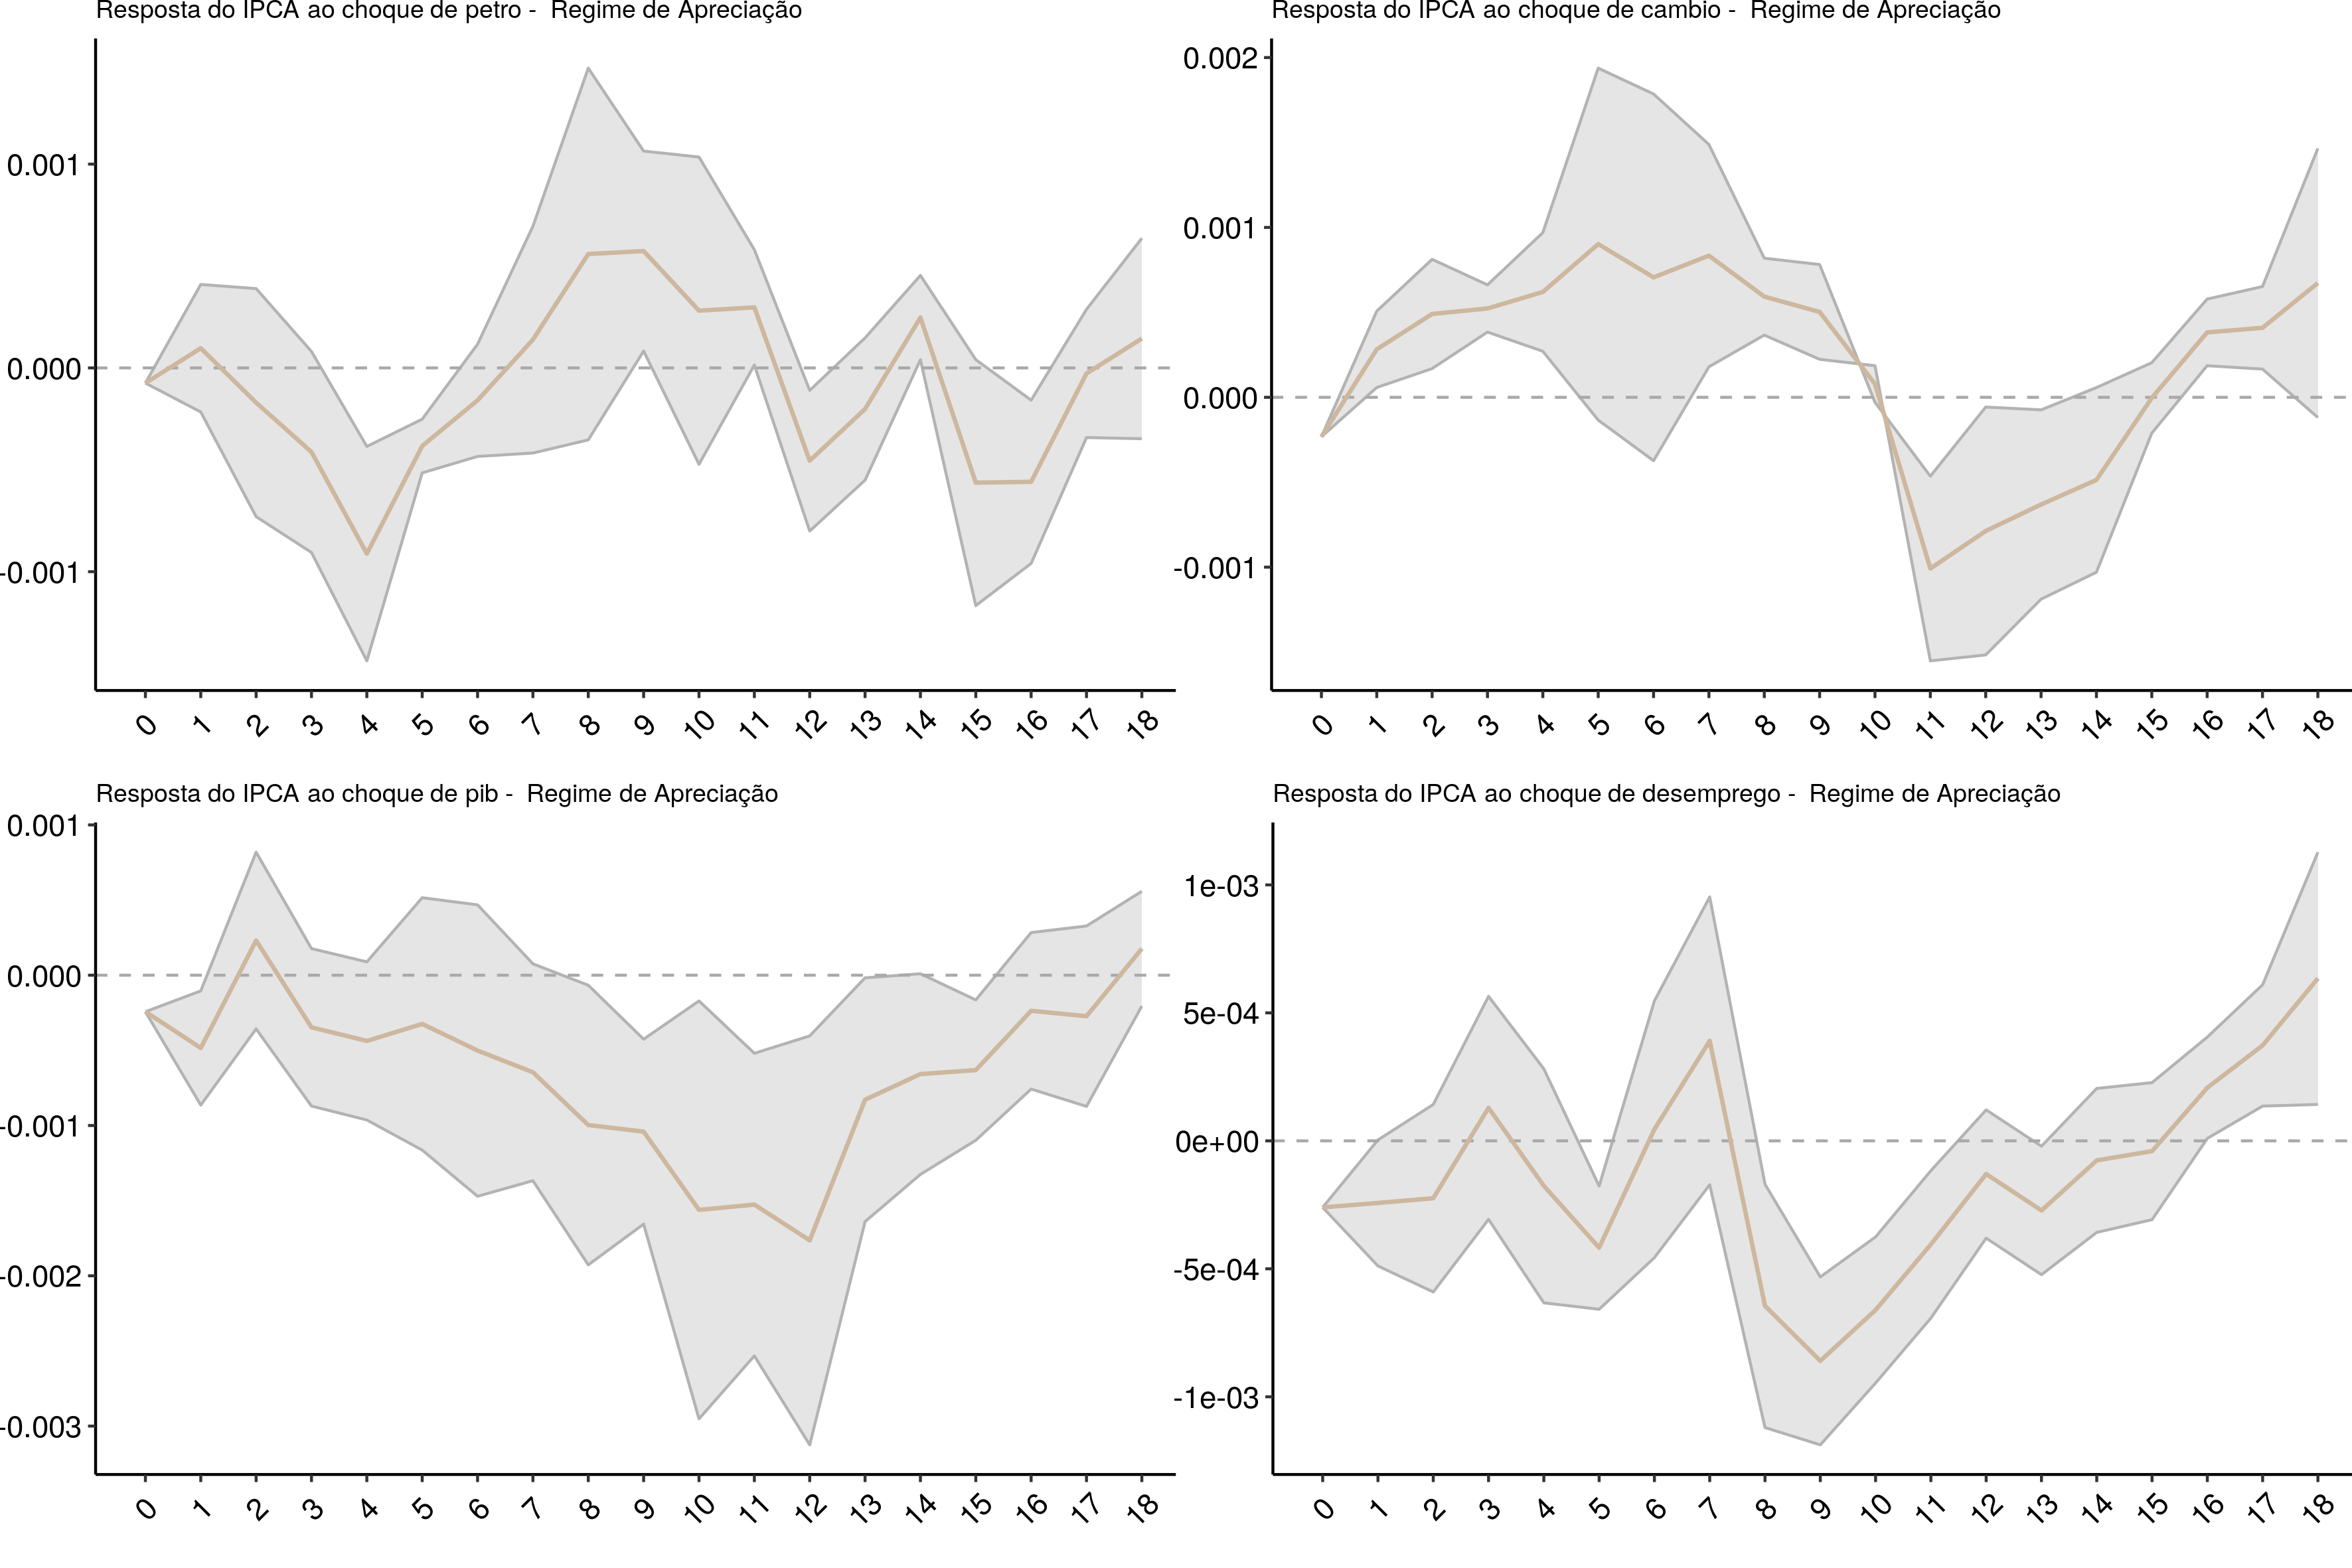 Resposta do IPCA ao choque de petro -  Regime de Apreciação
0.001
0.000
-0.001
0 1 2 3 4 5 6 7 8 9 10 11 12 13 14 15 16 17 18
Resposta do IPCA ao choque de cambio -  Regime de Apreciação
0.002
0.001
0.000
-0.001
0 1 2 3 4 5 6 7 8 9 10 11 12 13 14 15 16 17 18
Resposta do IPCA ao choque de pib -  Regime de Apreciação
0.001
0.000
-0.001
-0.002
-0.003
0 1 2 3 4 5 6 7 8 9 10 11 12 13 14 15 16 17 18
Resposta do IPCA ao choque de desemprego -  Regime de Apreciação
1e-03
5e-04
0e+00
-5e-04
-1e-03
0 1 2 3 4 5 6 7 8 9 10 11 12 13 14 15 16 17 18